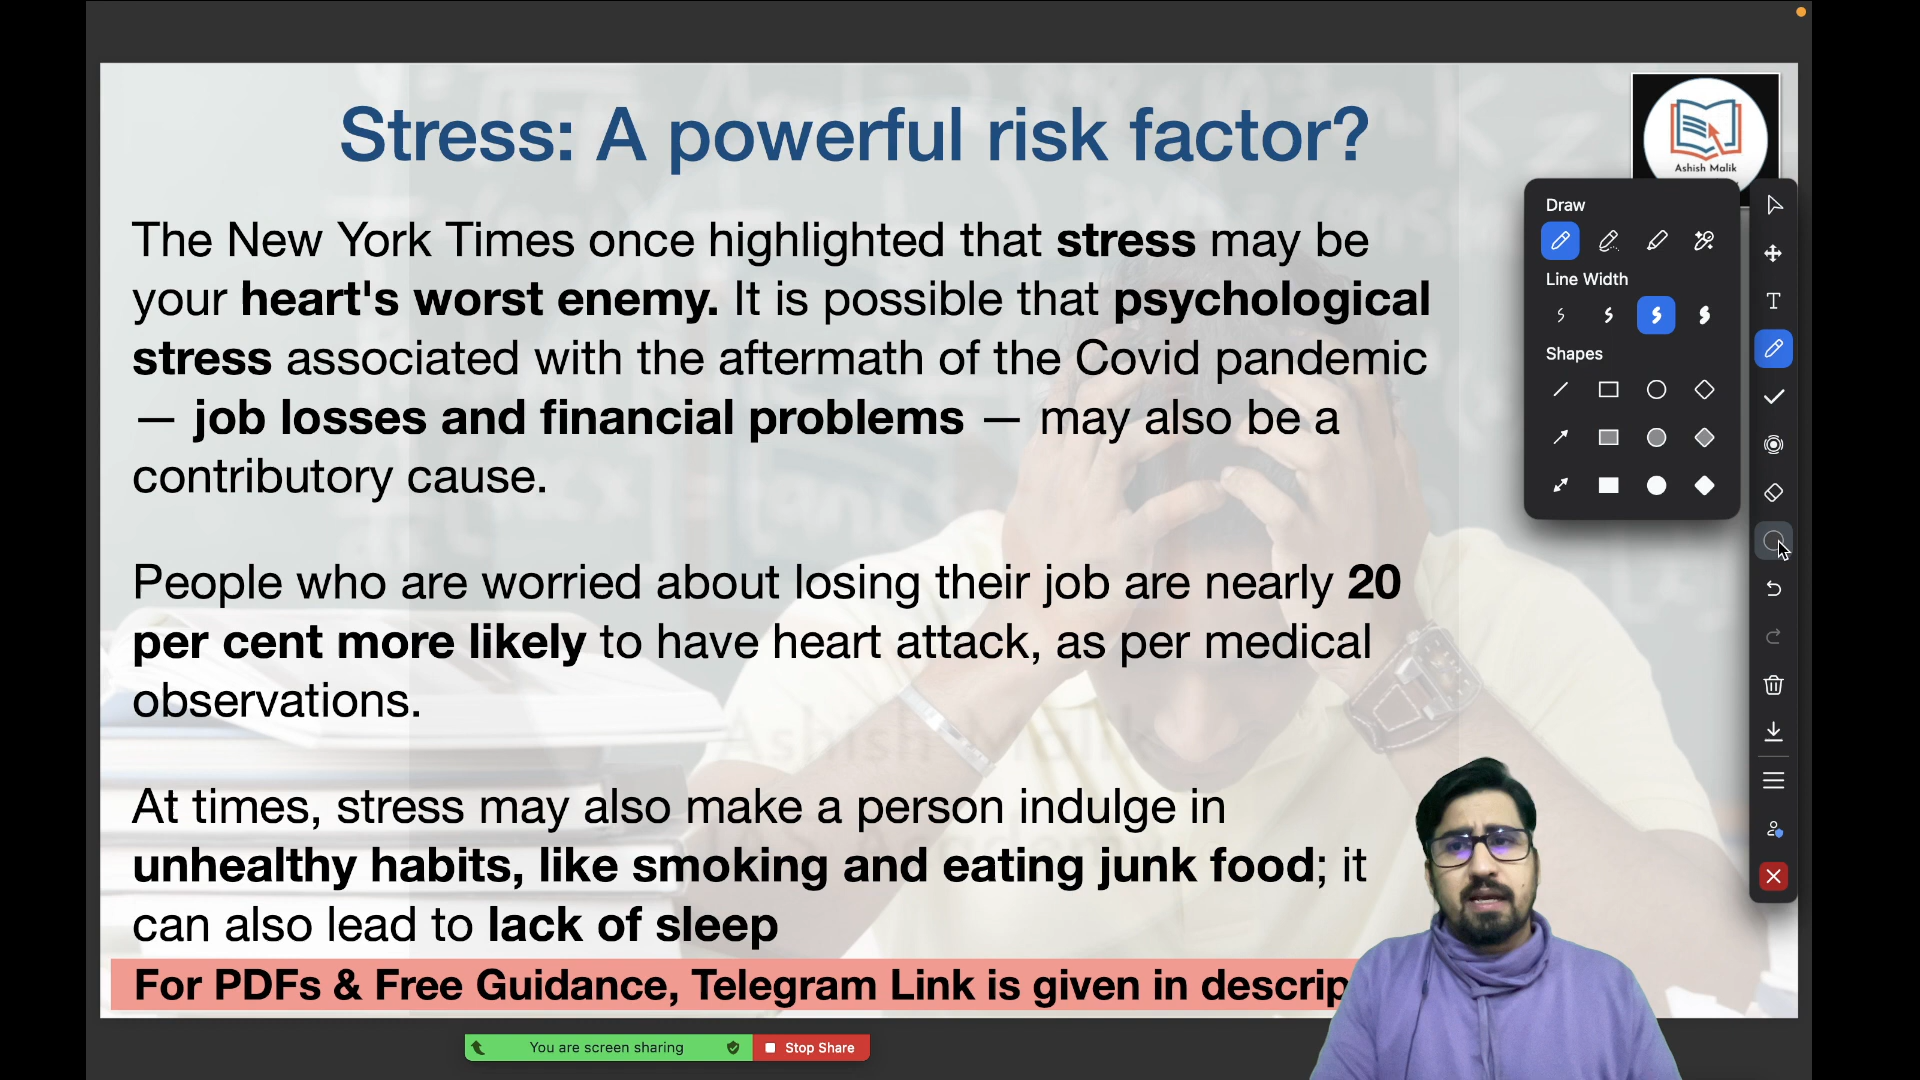 Stress: A powerful risk factor?
Ashish Malik
The New York Times once highlighted that stress may be
your heart's worst enemy. It is possible that psychological
stress associated with the aftermath of the Covid pandemic
— job losses and financial problems — may also be a
contributory cause.
People who are worried about losing their job are nearly 20
per cent more likely to have heart attack, as per medical
observations.
Ashish Malik
At times, stress may also make a person indulge in
unhealthy habits, like smoking and eating junk food; it
can also lead to lack of sleep
For PDFs & Free Guidance, Telegram Link is given in descrip
Draw
Line Width
Shapes
You are screen sharing
Stop Share